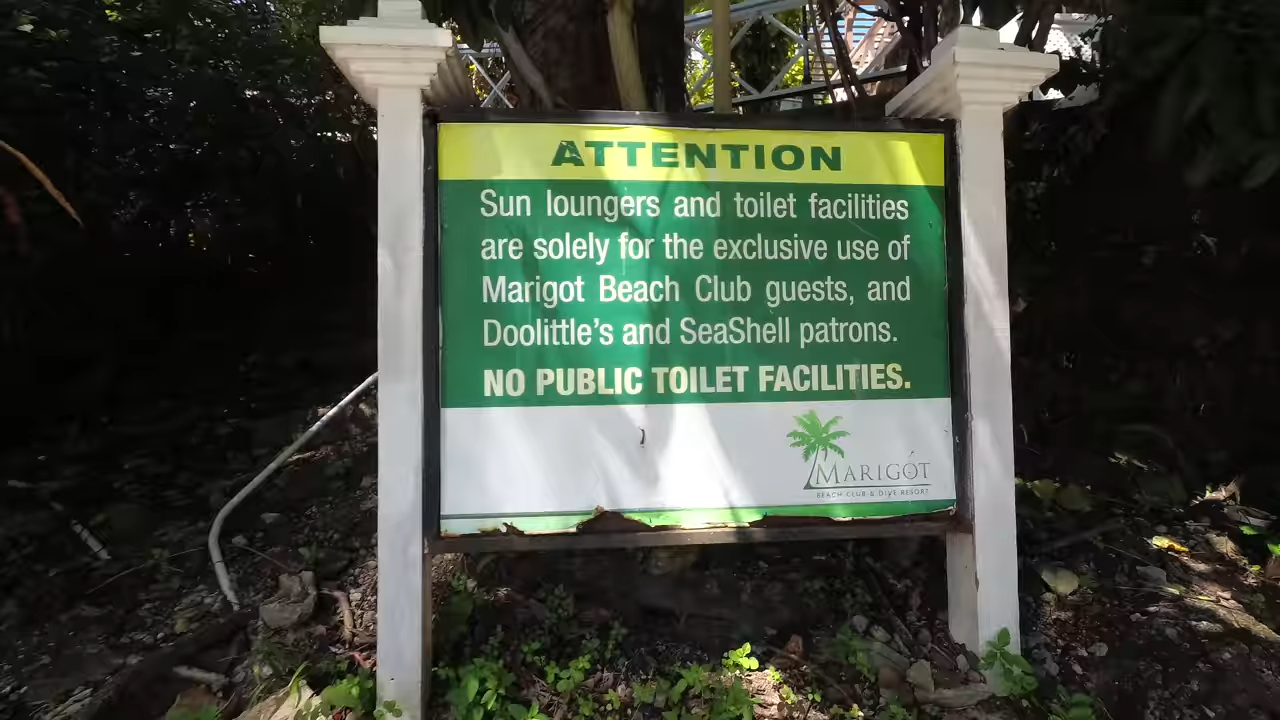 ATTENTION
Sun loungers and toilet facilities
are solely for the exclusive use of
Marigot Beach Club guests, and
Doolittle's and SeaShell patrons.
NO PUBLIC TOILET FACILITIES.
MARIGÓT
BEACH CLUB & DIVE RESORT